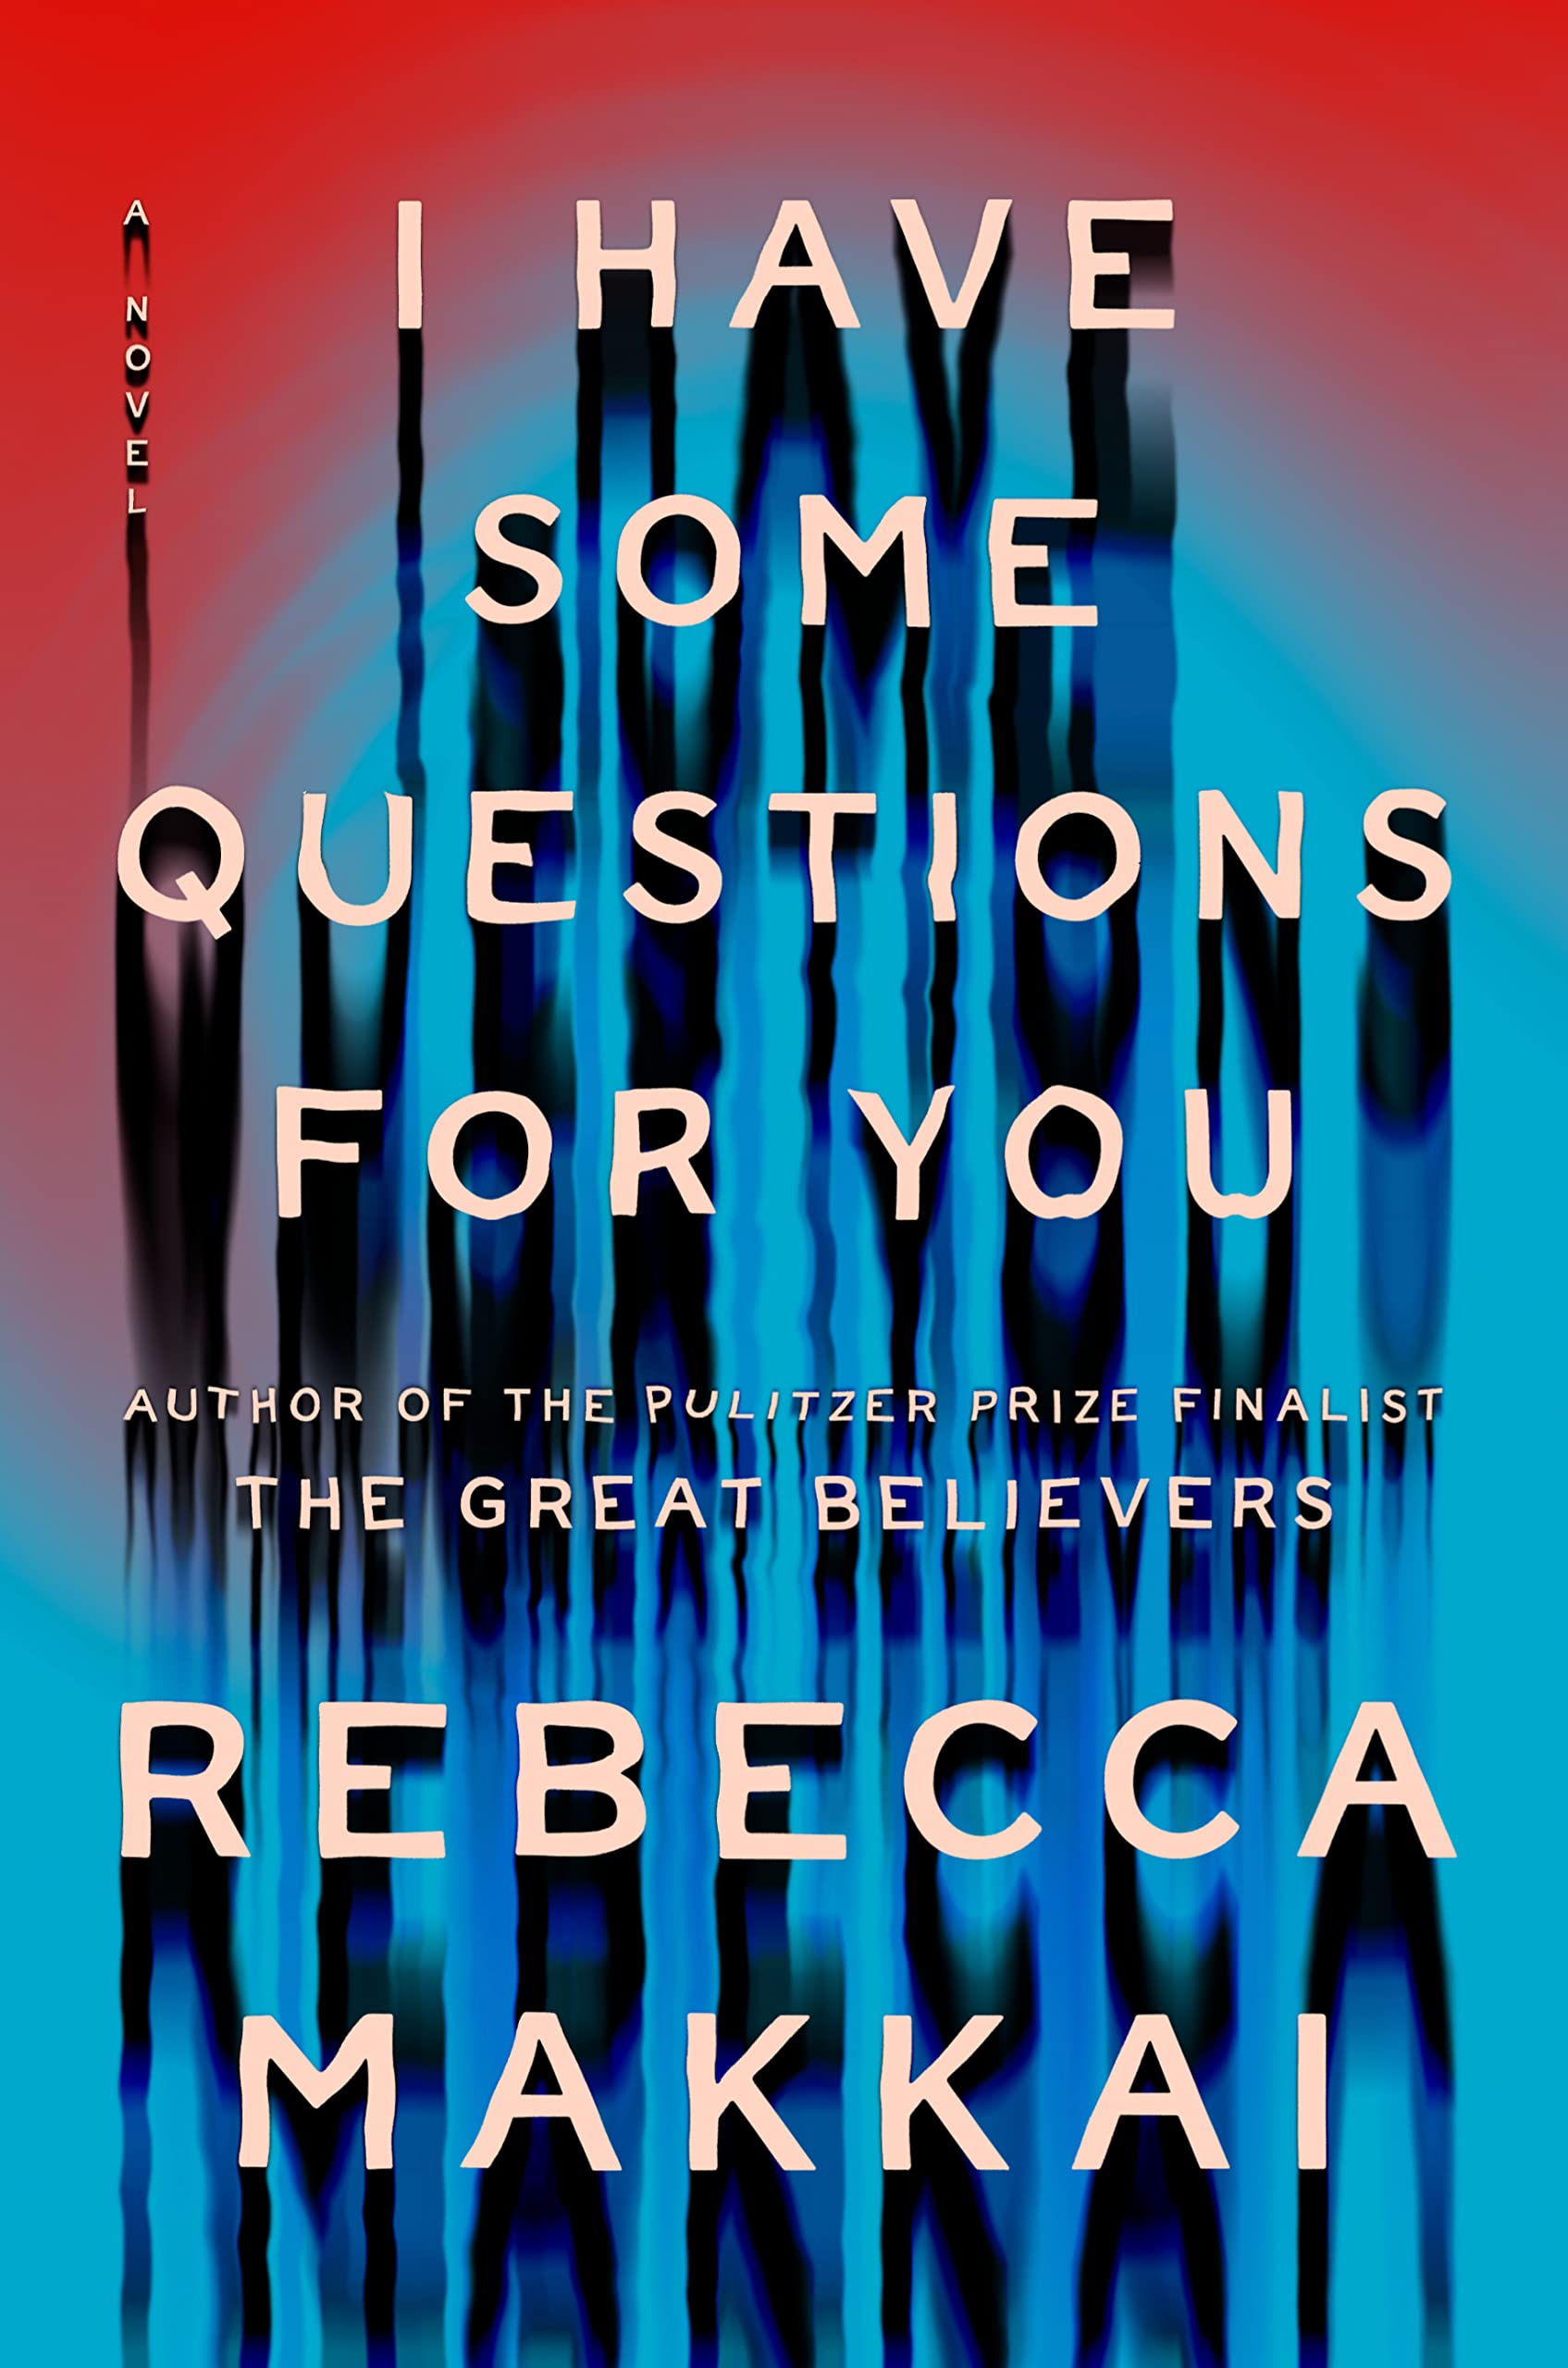 A NOVEL
I HAVE
SOME
QUESTIONS
FOR YOU
AUTHOR OF THE PULITZER PRIZE FINALIST
THE GREAT BELIEVERS
REBECCA
MAKKAI